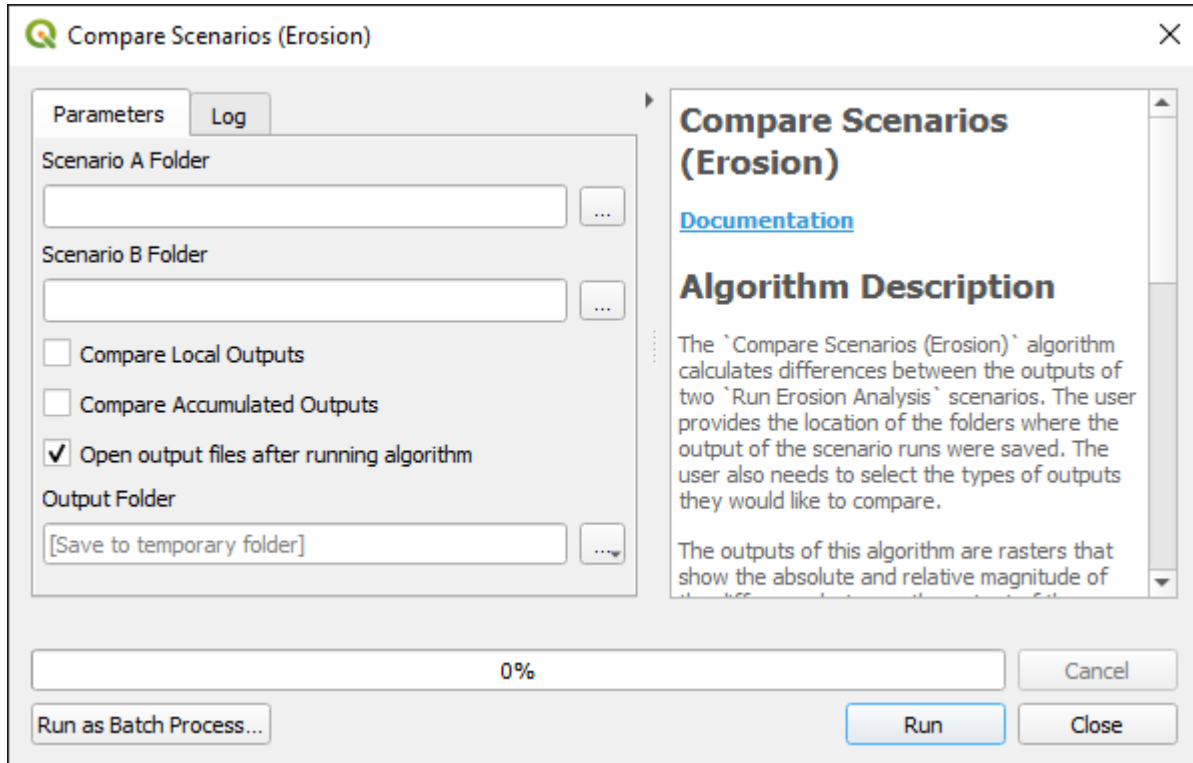 Compare Scenarios (Erosion)
Parameters
Log
Scenario A Folder
...
Scenario B Folder
...
Compare Local Outputs
Compare Accumulated Outputs
Open output files after running algorithm
Output Folder
[Save to temporary folder]
...
Compare Scenarios
(Erosion)
Documentation
Algorithm Description
The `Compare Scenarios (Erosion)` algorithm
calculates differences between the outputs of
two `Run Erosion Analysis` scenarios. The user
provides the location of the folders where the
output of the scenario runs were saved. The
user also needs to select the types of outputs
they would like to compare.
The outputs of this algorithm are rasters that
show the absolute and relative magnitude of
0%
Cancel
Run as Batch Process...
Run
Close